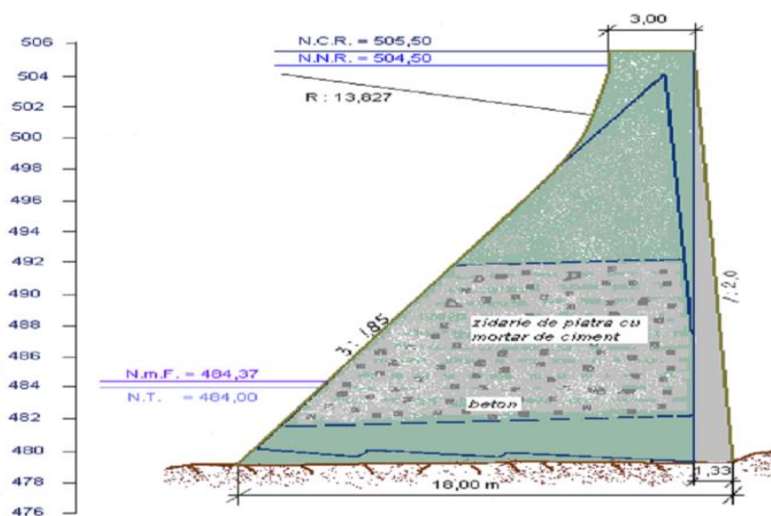 3,00
506
504
502
500
498
496
494
492
490
488
486
484
482
480
478
476
N.C.R. = 505,50
N.N.R. = 504,50
R : 13,827
3 : 1,85
1:2,0
zidarie de piatra cu
mortar de ciment
beton
N.m.F. = 484,37
N.T. = 484,00
1,33
18,00 m